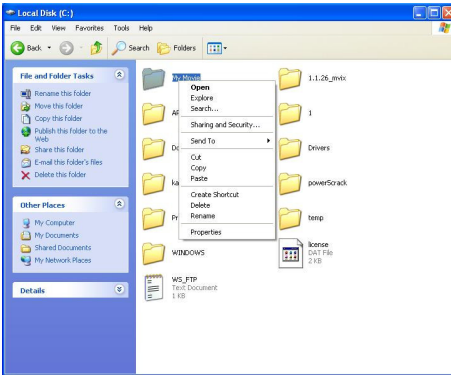 Local Disk (C:)
File Edit View Favorites Tools Help
Back Search Folders
File and Folder Tasks
Rename this folder
Move this folder
Copy this folder
Publish this folder to the
Web
Share this folder
E-mail this folder's files
Delete this folder
Other Places
My Computer
My Documents
Shared Documents
My Network Places
Details
My Movie
1.1.26_mvix
1
Drivers
power5crack
temp
WINDOWS
license
DAT File
2 KB
WS_FTP
Text Document
1 KB
Open
Explore
Search...
Sharing and Security...
Send To
Cut
Copy
Paste
Create Shortcut
Delete
Rename
Properties